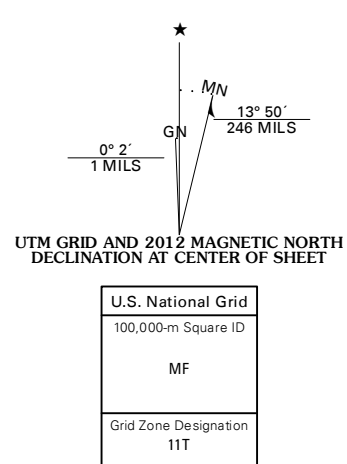 ★
MN
GN
13° 50´
246 MILS
0° 2´
1 MILS
UTM GRID AND 2012 MAGNETIC NORTH
DECLINATION AT CENTER OF SHEET
U.S. National Grid
100,000-m Square ID
MF
Grid Zone Designation
11T